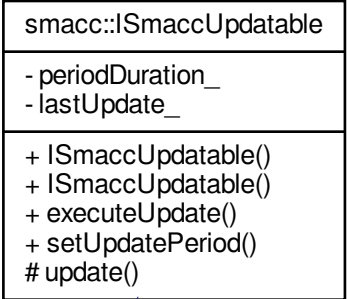 smacc::ISmaccUpdatable
- periodDuration_
- lastUpdate_
+ ISmaccUpdatable()
+ ISmaccUpdatable()
+ executeUpdate()
+ setUpdatePeriod()
# update()